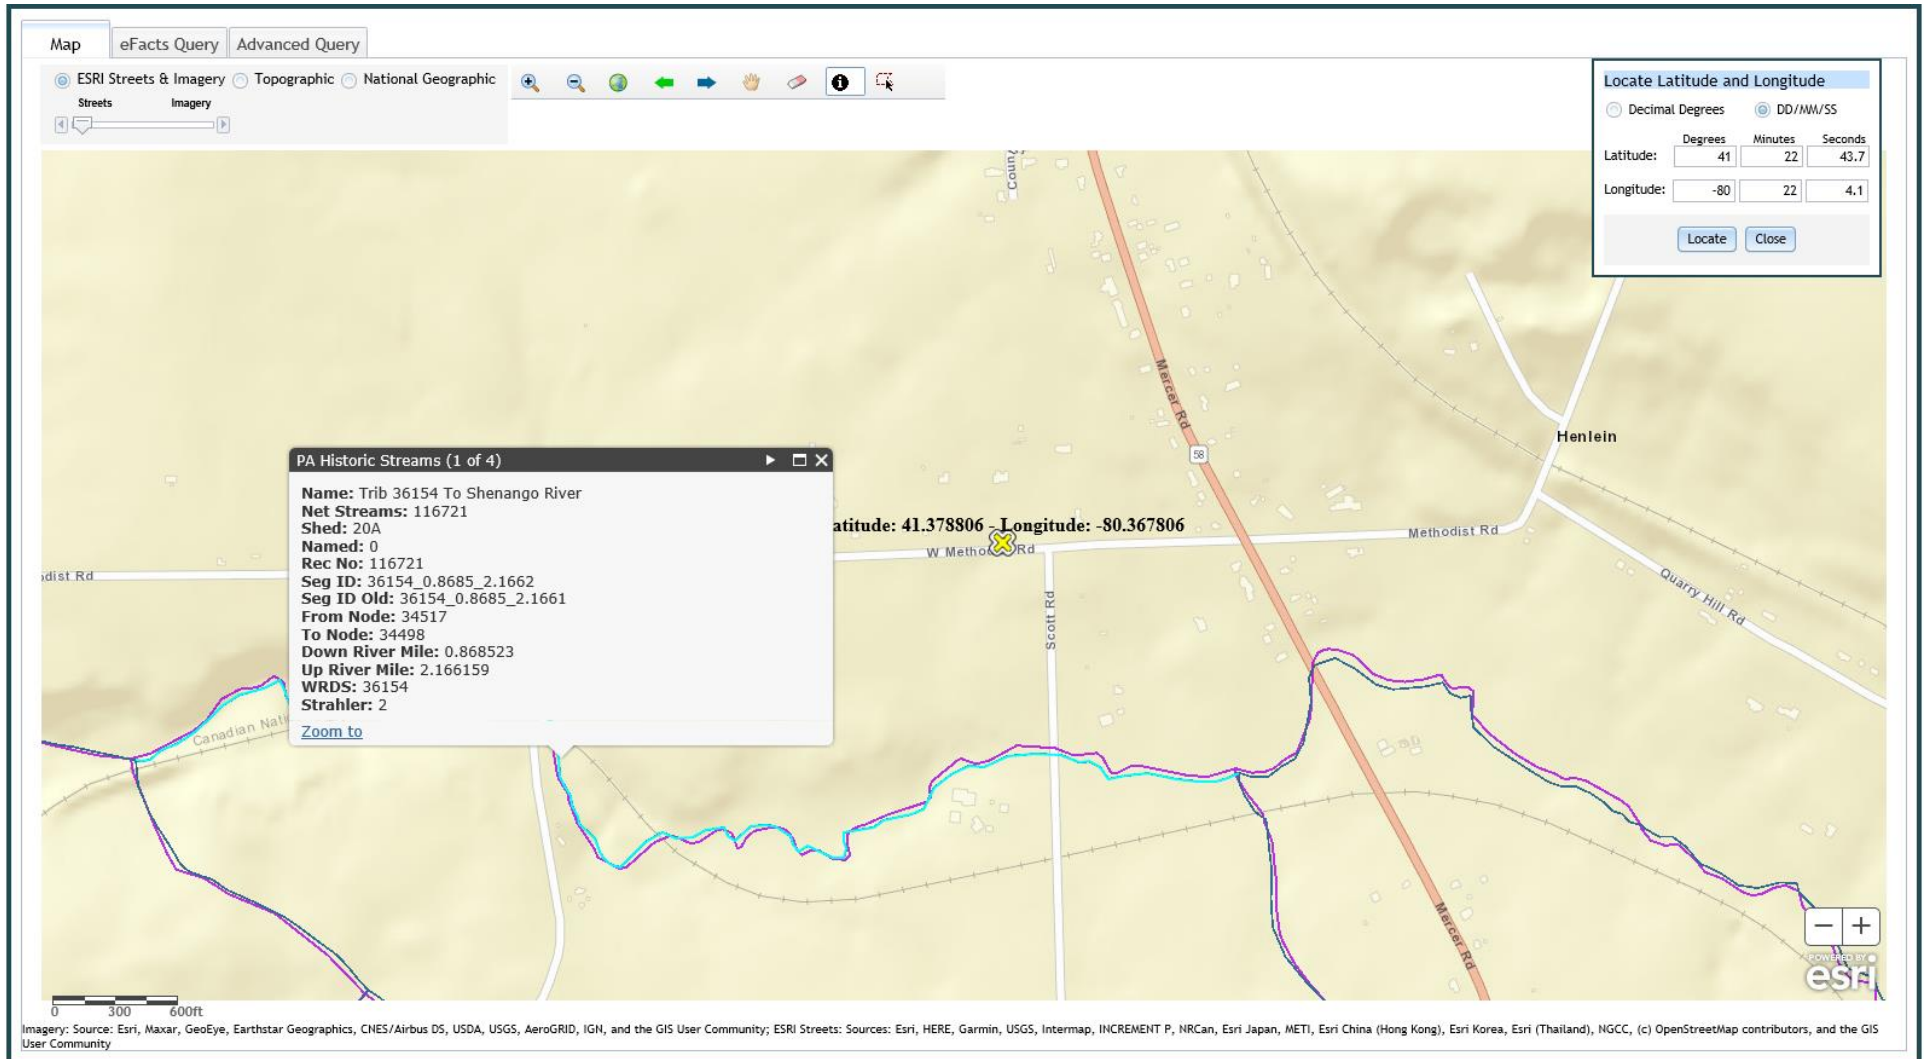 Map eFacts Query Advanced Query
ESRI Streets & Imagery Topographic National Geographic
Streets Imagery
Locate Latitude and Longitude
Decimal Degrees DD/MM/SS
Degrees Minutes Seconds
Latitude: 41 22 43.7
Longitude: -80 22 4.1
Locate Close
Mercer Rd
58
Henlein
PA Historic Streams (1 of 4)
Name: Trib 36154 To Shenango River
Net Streams: 116721
Shed: 20A
Named: 0
Rec No: 116721
Seg ID: 36154_0.8685_2.1662
Seg ID Old: 36154_0.8685_2.1661
From Node: 34517
To Node: 34498
Down River Mile: 0.868523
Up River Mile: 2.166159
WRDS: 36154
Strahler: 2
Zoom to
atitude: 41.378806 - Longitude: -80.367806
W Metho Rd
Methodist Rd
dist Rd
Quarry Hill Rd
Scott Rd
Canadian Nati
Mercer Rd
POWERED BY
esri
0 300 600ft
Imagery: Source: Esri, Maxar, GeoEye, Earthstar Geographics, CNES/Airbus DS, USDA, USGS, AeroGRID, IGN, and the GIS User Community; ESRI Streets: Sources: Esri, HERE, Garmin, USGS, Intermap, INCREMENT P, NRCan, Esri Japan, METI, Esri China (Hong Kong), Esri Korea, Esri (Thailand), NGCC, (c) OpenStreetMap contributors, and the GIS
User Community